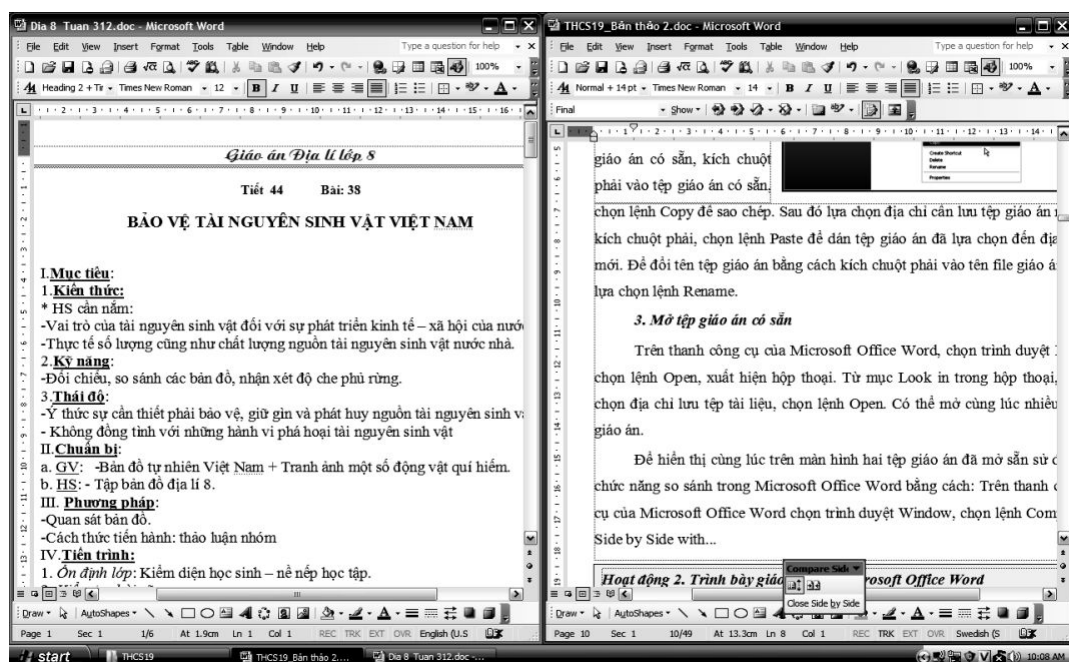 Dia 8 Tuan 312.doc - Microsoft Word
File Edit View Insert Format Tools Table Window Help
Type a question for help
100%
Heading 2 + Tir Times New Roman 12 B I U
Giáo án Địa lí lớp 8
Tiết 44 Bài: 38
BẢO VỆ TÀI NGUYÊN SINH VẬT VIỆT NAM
I.Mục tiêu:
1.Kiến thức:
* HS cần nắm:
-Vai trò của tài nguyên sinh vật đối với sự phát triển kinh tế – xã hội của nước
-Thực tế số lượng cũng như chất lượng nguồn tài nguyên sinh vật nước nhà.
2.Kỹ năng:
-Đối chiếu, so sánh các bản đồ, nhận xét độ che phủ rừng.
3.Thái độ:
-Ý thức sự cần thiết phải bảo vệ, giữ gìn và phát huy nguồn tài nguyên sinh v
- Không đồng tình với những hành vi phá hoại tài nguyên sinh vật
II.Chuẩn bị:
a. GV: -Bản đồ tự nhiên Việt Nam + Tranh ảnh một số động vật quí hiếm.
b. HS: - Tập bản đồ địa lí 8.
III. Phương pháp:
-Quan sát bản đồ.
-Cách thức tiến hành: thảo luận nhóm
IV.Tiến trình:
1. Ổn định lớp: Kiểm diện học sinh – nề nếp học tập.
Draw AutoShapes
Page 1 Sec 1 1/6 At 1.9cm Ln 1 Col 1 REC TRK EXT OVR English (U.S
THCS19_Bản thảo 2.doc - Microsoft Word
File Edit View Insert Format Tools Table Window Help
Type a question for help
100%
Normal + 14 pt Times New Roman 14 B I U
Final Show
Create Shortcut
Delete
Rename
Properties
giáo án có sẵn, kích chuột
phải vào tệp giáo án có sẵn,
chọn lệnh Copy để sao chép. Sau đó lựa chọn địa chỉ cần lưu tệp giáo án
kích chuột phải, chọn lệnh Paste để dán tệp giáo án đã lựa chọn đến địa
mới. Để đổi tên tệp giáo án bằng cách kích chuột phải vào tên file giáo á
lựa chọn lệnh Rename.
3. Mở tệp giáo án có sẵn
Trên thanh công cụ của Microsoft Office Word, chọn trình duyệt
chọn lệnh Open, xuất hiện hộp thoại. Từ mục Look in trong hộp thoại,
chọn địa chỉ lưu tệp tài liệu, chọn lệnh Open. Có thể mở cùng lúc nhiều
giáo án.
Để hiển thị cùng lúc trên màn hình hai tệp giáo án đã mở sẵn sử d
chức năng so sánh trong Microsoft Office Word bằng cách: Trên thanh c
cụ của Microsoft Office Word chọn trình duyệt Window, chọn lệnh Com
Side by Side with...
Compare Side
Close Side by Side
Hoạt động 2. Trình bày giáo rosoft Office Word
Draw AutoShapes
Page 10 Sec 1 10/49 At 13.3cm Ln 8 Col 1 REC TRK EXT OVR Swedish (S
start THCS19 THCS19_Bản thảo 2.... Dia 8 Tuan 312.doc -... 10:08 AM